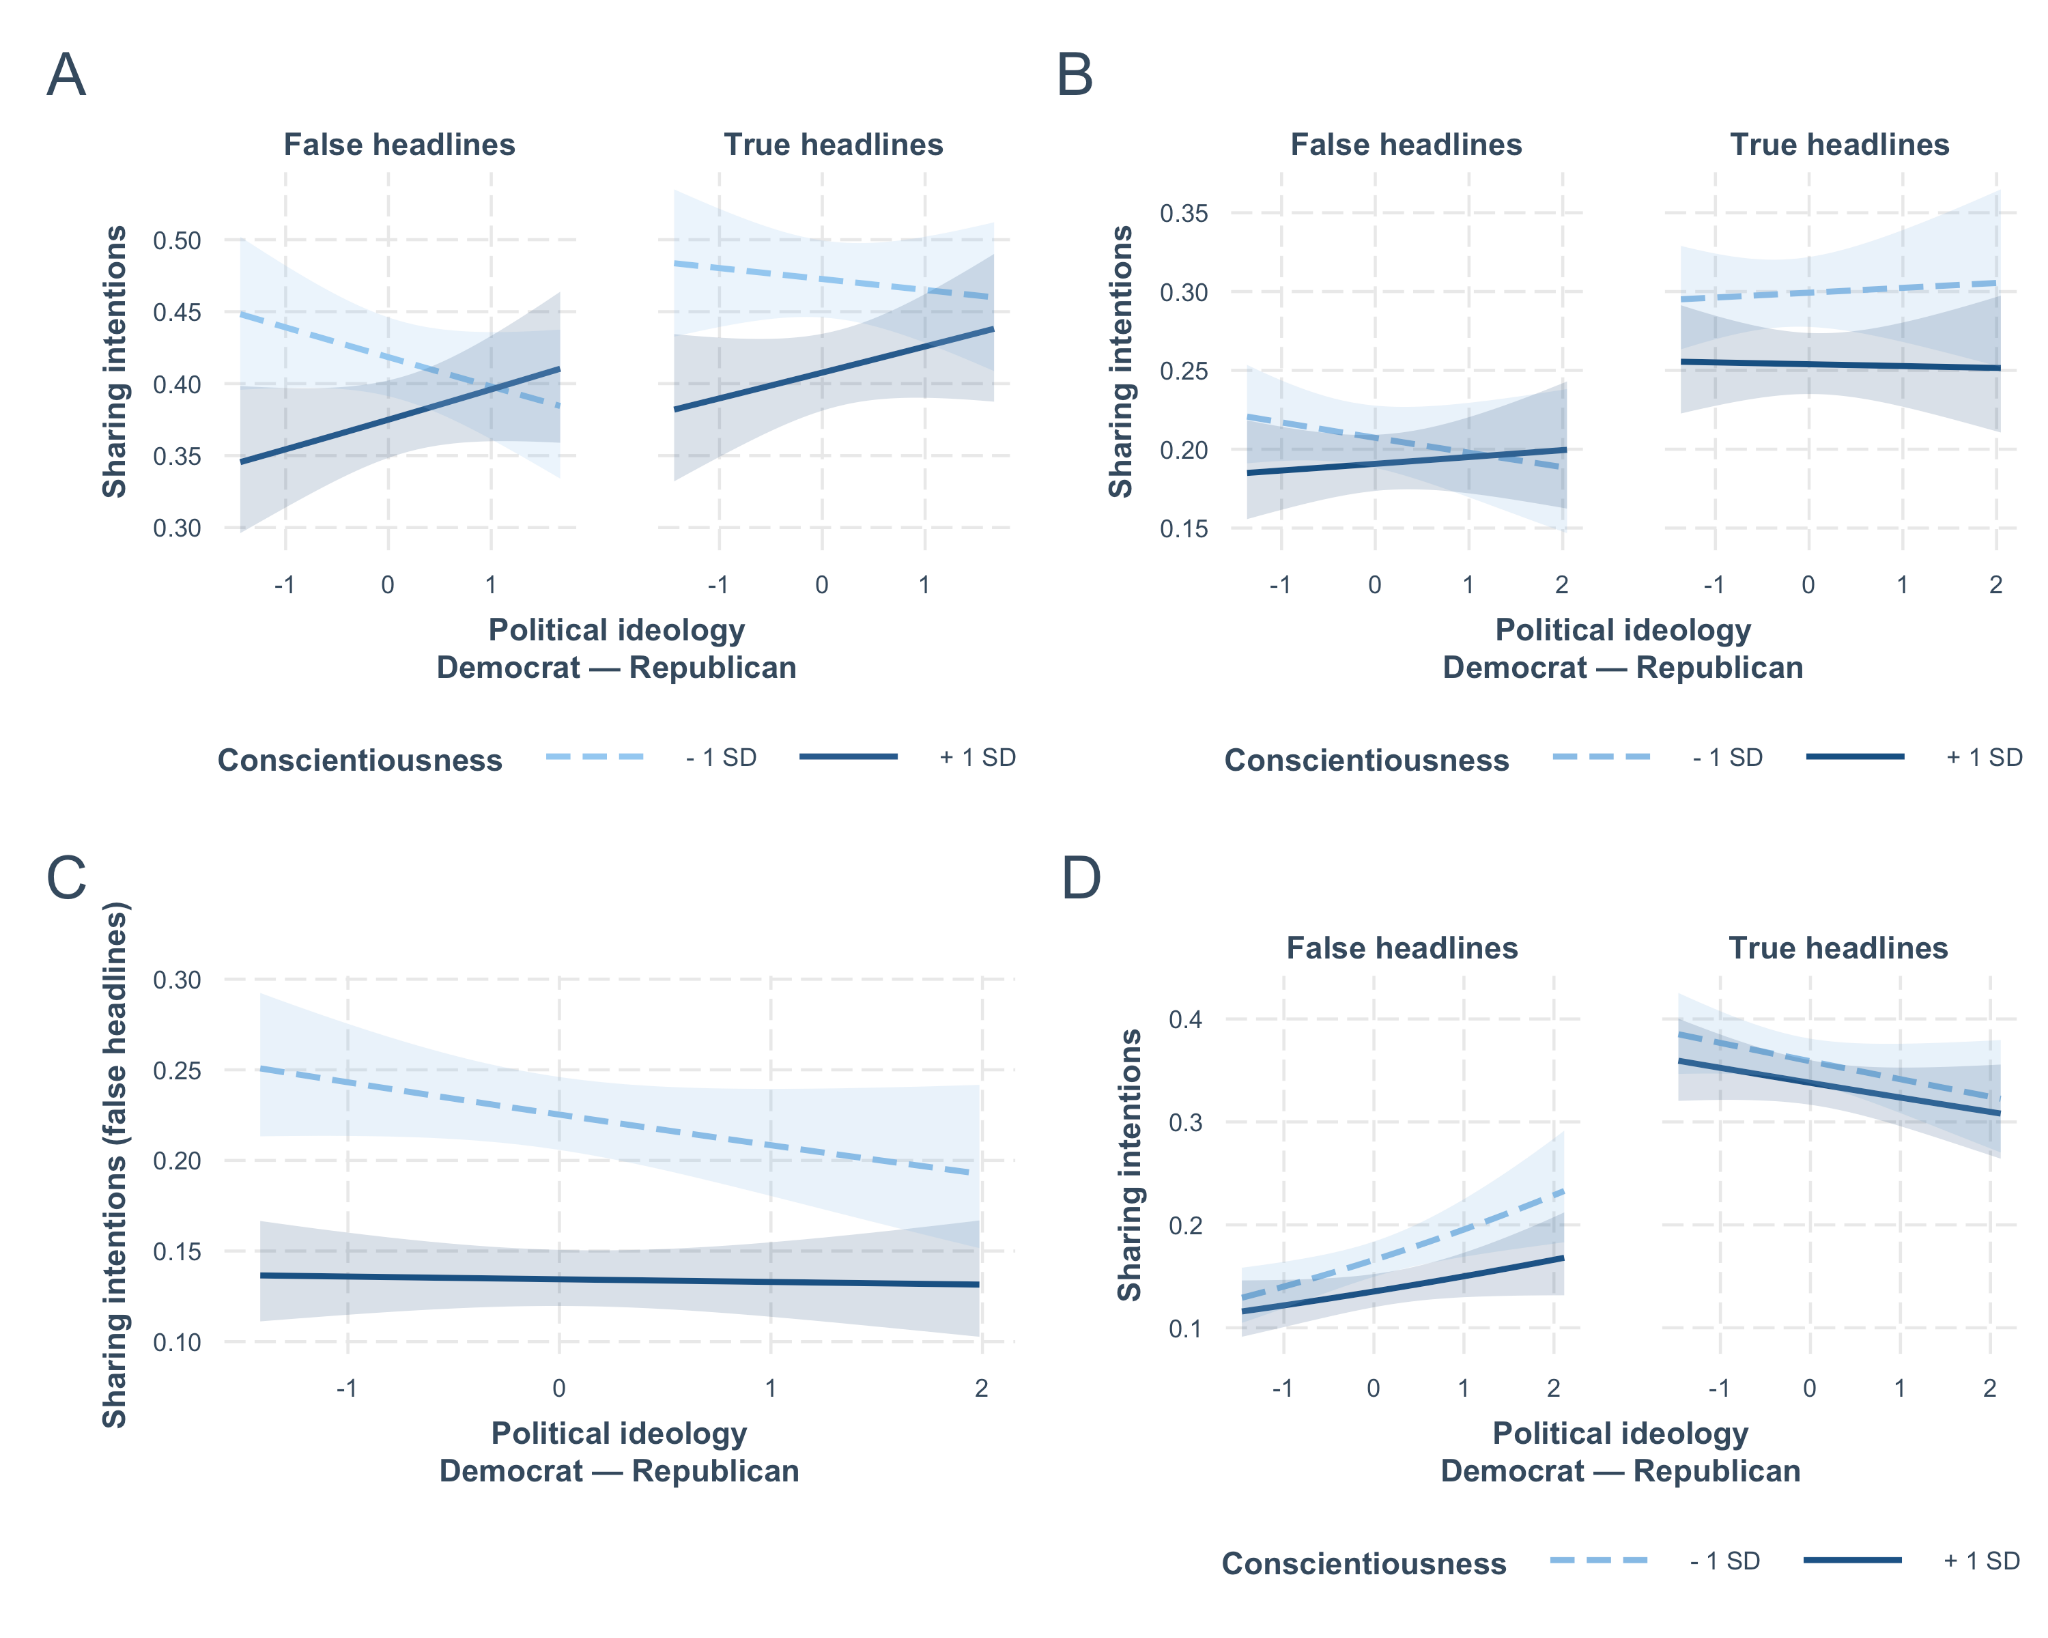 A
False headlines
True headlines
Sharing intentions
0.50
0.45
0.40
0.35
0.30
-1 0 1
-1 0 1
Political ideology
Democrat — Republican
Conscientiousness - 1 SD + 1 SD
B
False headlines
True headlines
Sharing intentions
0.35
0.30
0.25
0.20
0.15
-1 0 1 2
-1 0 1 2
Political ideology
Democrat — Republican
Conscientiousness - 1 SD + 1 SD
C
Sharing intentions (false headlines)
0.30
0.25
0.20
0.15
0.10
-1 0 1 2
Political ideology
Democrat — Republican
D
False headlines
True headlines
Sharing intentions
0.4
0.3
0.2
0.1
-1 0 1 2
-1 0 1 2
Political ideology
Democrat — Republican
Conscientiousness - 1 SD + 1 SD